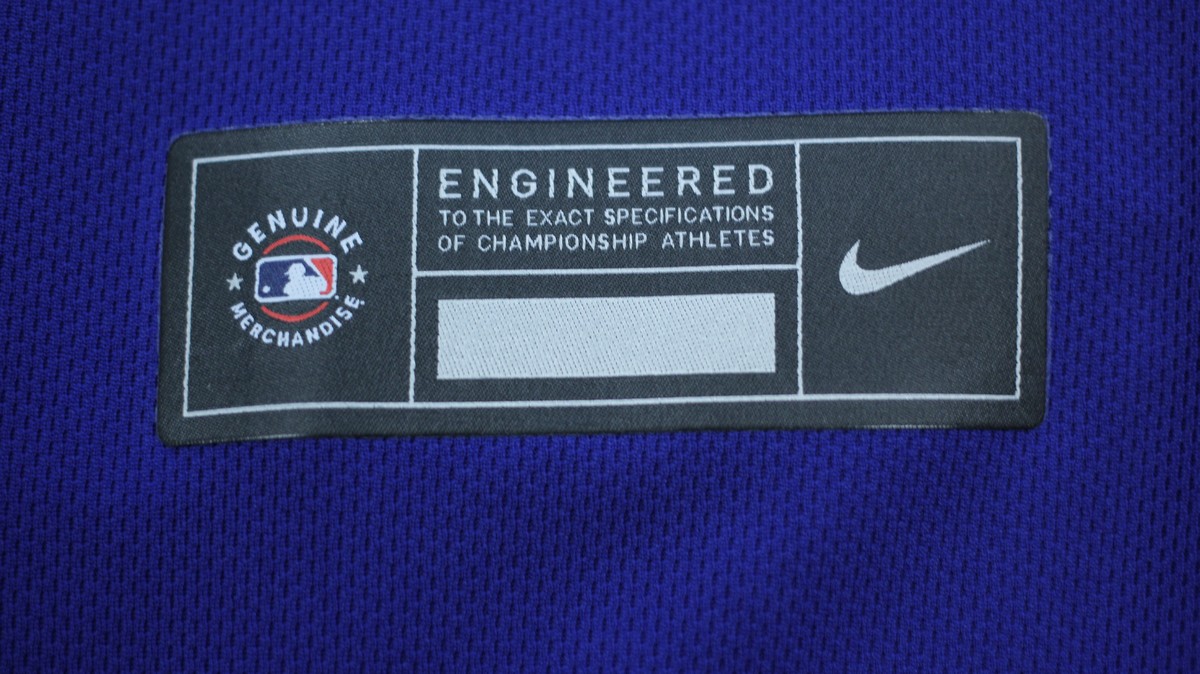 GENUINE
MERCHANDISE
ENGINEERED
TO THE EXACT SPECIFICATIONS
OF CHAMPIONSHIP ATHLETES